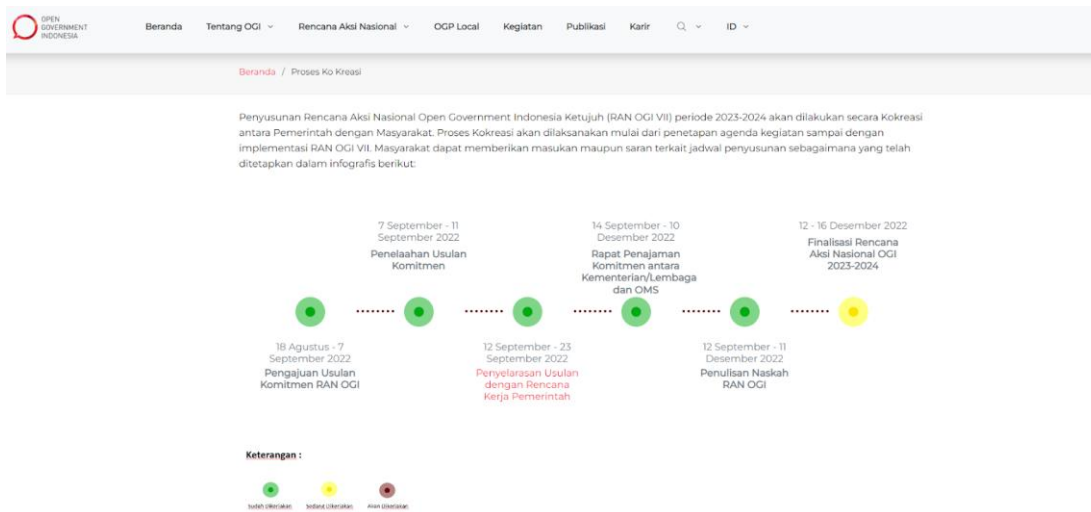 OPEN
GOVERNMENT
INDONESIA
Beranda Tentang OGI Rencana Aksi Nasional OGP Local Kegiatan Publikasi Karir ID
Beranda / Proses Ko Kreasi
Penyusunan Rencana Aksi Nasional Open Government Indonesia Ketujuh (RAN OGI VII) periode 2023-2024 akan dilakukan secara Kokreasi
antara Pemerintah dengan Masyarakat. Proses Kokreasi akan dilaksanakan mulai dari penetapan agenda kegiatan sampai dengan
implementasi RAN OGI VII. Masyarakat dapat memberikan masukan maupun saran terkait jadwal penyusunan sebagaimana yang telah
ditetapkan dalam infografis berikut:
7 September - 11
September 2022
Penelaahan Usulan
Komitmen
14 September - 10
Desember 2022
Rapat Penajaman
Komitmen antara
Kementerian/Lembaga
dan OMS
12 - 16 Desember 2022
Finalisasi Rencana
Aksi Nasional OGI
2023-2024
18 Agustus - 7
September 2022
Pengajuan Usulan
Komitmen RAN OGI
12 September - 23
September 2022
Penyelarasan Usulan
dengan Rencana
Kerja Pemerintah
12 September - 11
Desember 2022
Penulisan Naskah
RAN OGI
Keterangan :
Sudah Dikerjakan Sedang Dikerjakan Akan Dikerjakan